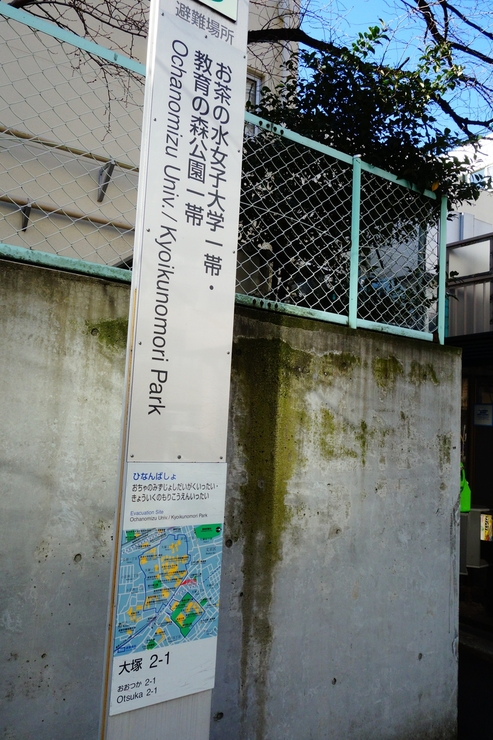 避難場所
お茶の水女子大学一帯・
教育の森公園一帯
Ochanomizu Univ./ Kyoikunomori Park
ひなんばしょ
おちゃのみずじょしだいがくいったい・
きょういくのもりこうえんいったい
Evacuation Site
Ochanomizu Univ./ Kyoikunomori Park
大塚 2-1
おおつか 2-1
Otsuka 2-1